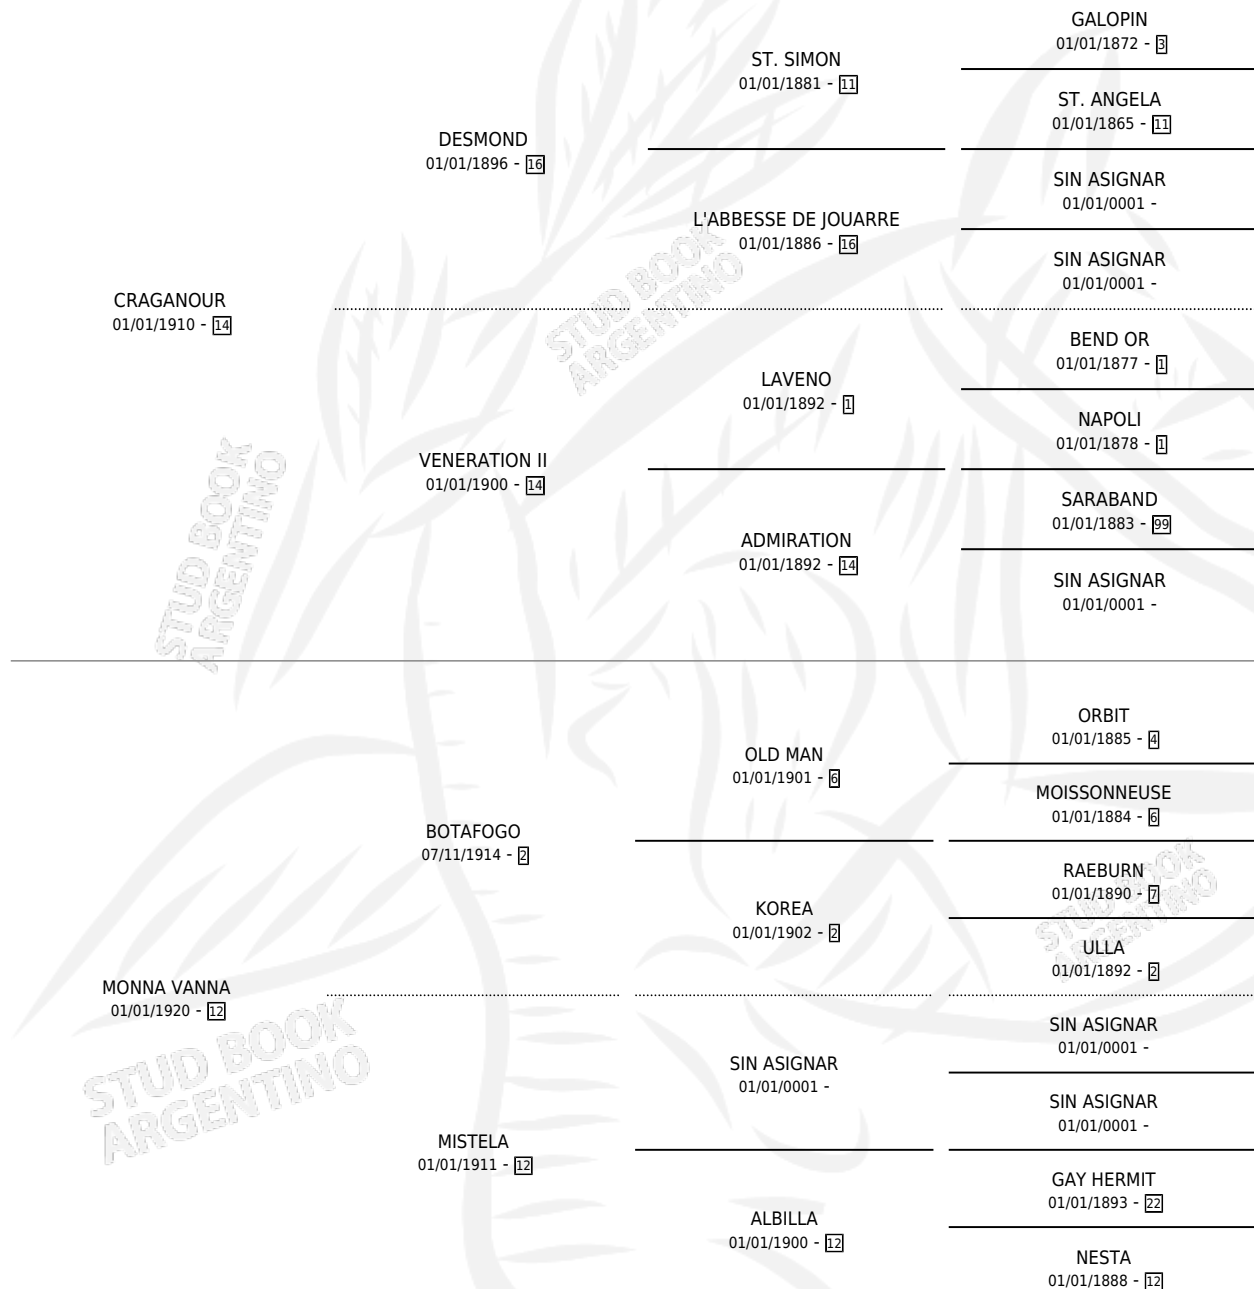 GALOPIN
01/01/1872 - 3
ST. SIMON
01/01/1881 - 11
ST. ANGELA
01/01/1865 - 11
DESMOND
01/01/1896 - 16
SIN ASIGNAR
01/01/0001 -
L'ABBESSE DE JOUARRE
01/01/1886 - 16
SIN ASIGNAR
01/01/0001 -
CRAGANOUR
01/01/1910 - 14
BEND OR
01/01/1877 - 1
LAVENO
01/01/1892 - 1
NAPOLI
01/01/1878 - 1
VENERATION II
01/01/1900 - 14
SARABAND
01/01/1883 - 99
ADMIRATION
01/01/1892 - 14
SIN ASIGNAR
01/01/0001 -
STUD BOOK
ARGENTINO
STUD BOOK
ARGENTINO
ORBIT
01/01/1885 - 4
OLD MAN
01/01/1901 - 6
MOISSONNEUSE
01/01/1884 - 6
BOTAFOGO
07/11/1914 - 2
RAEBURN
01/01/1890 - 7
KOREA
01/01/1902 - 2
ULLA
01/01/1892 - 2
MONNA VANNA
01/01/1920 - 12
SIN ASIGNAR
01/01/0001 -
SIN ASIGNAR
01/01/0001 -
SIN ASIGNAR
01/01/0001 -
MISTELA
01/01/1911 - 12
GAY HERMIT
01/01/1893 - 22
ALBILLA
01/01/1900 - 12
NESTA
01/01/1888 - 12
STUD BOOK
ARGENTINO
STUD BOOK
ARGENTINO